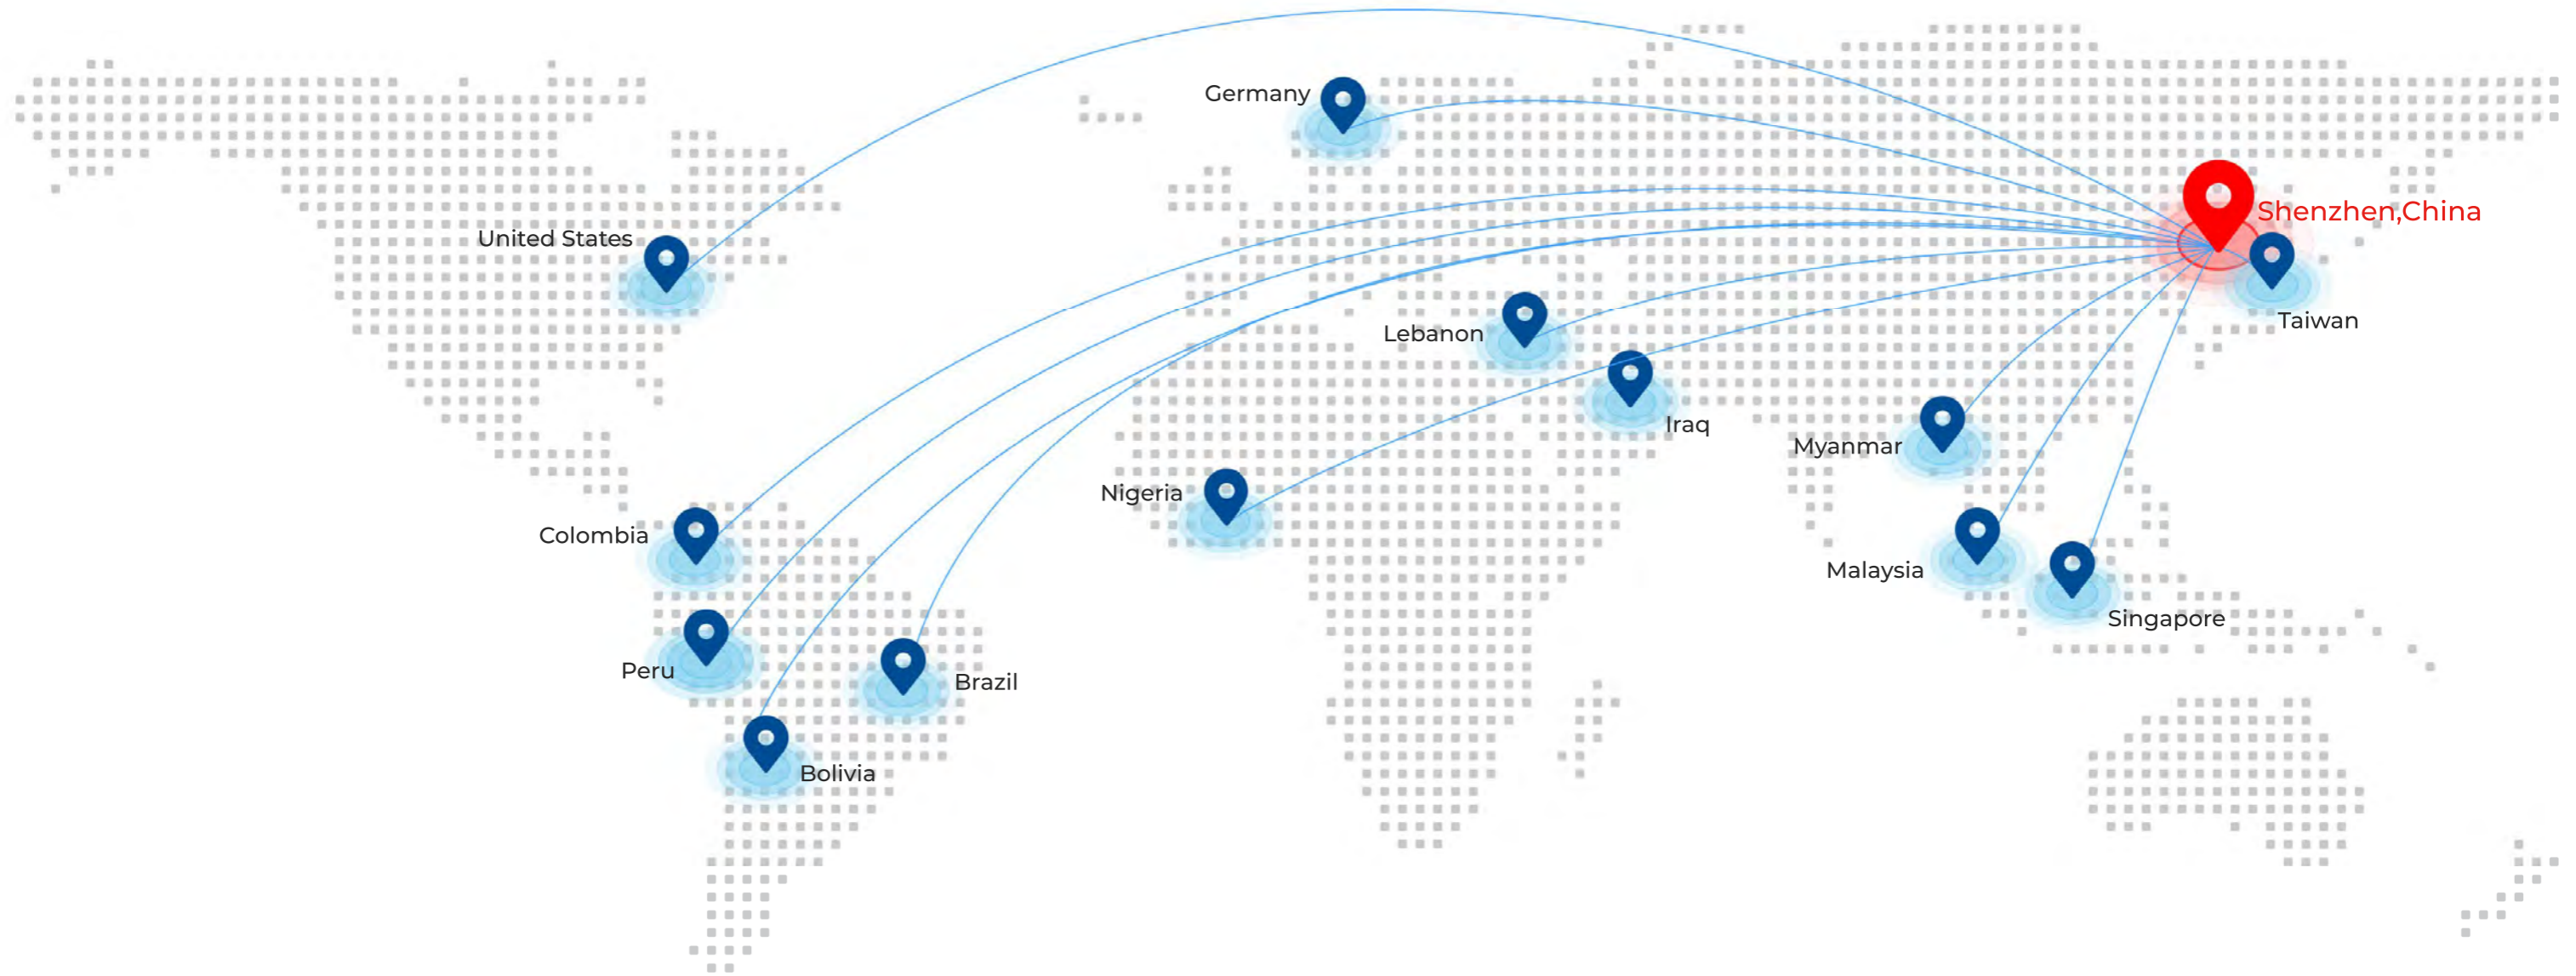 Germany
Shenzhen,China
United States
Taiwan
Lebanon
Iraq
Myanmar
Nigeria
Colombia
Malaysia
Singapore
Peru
Brazil
Bolivia